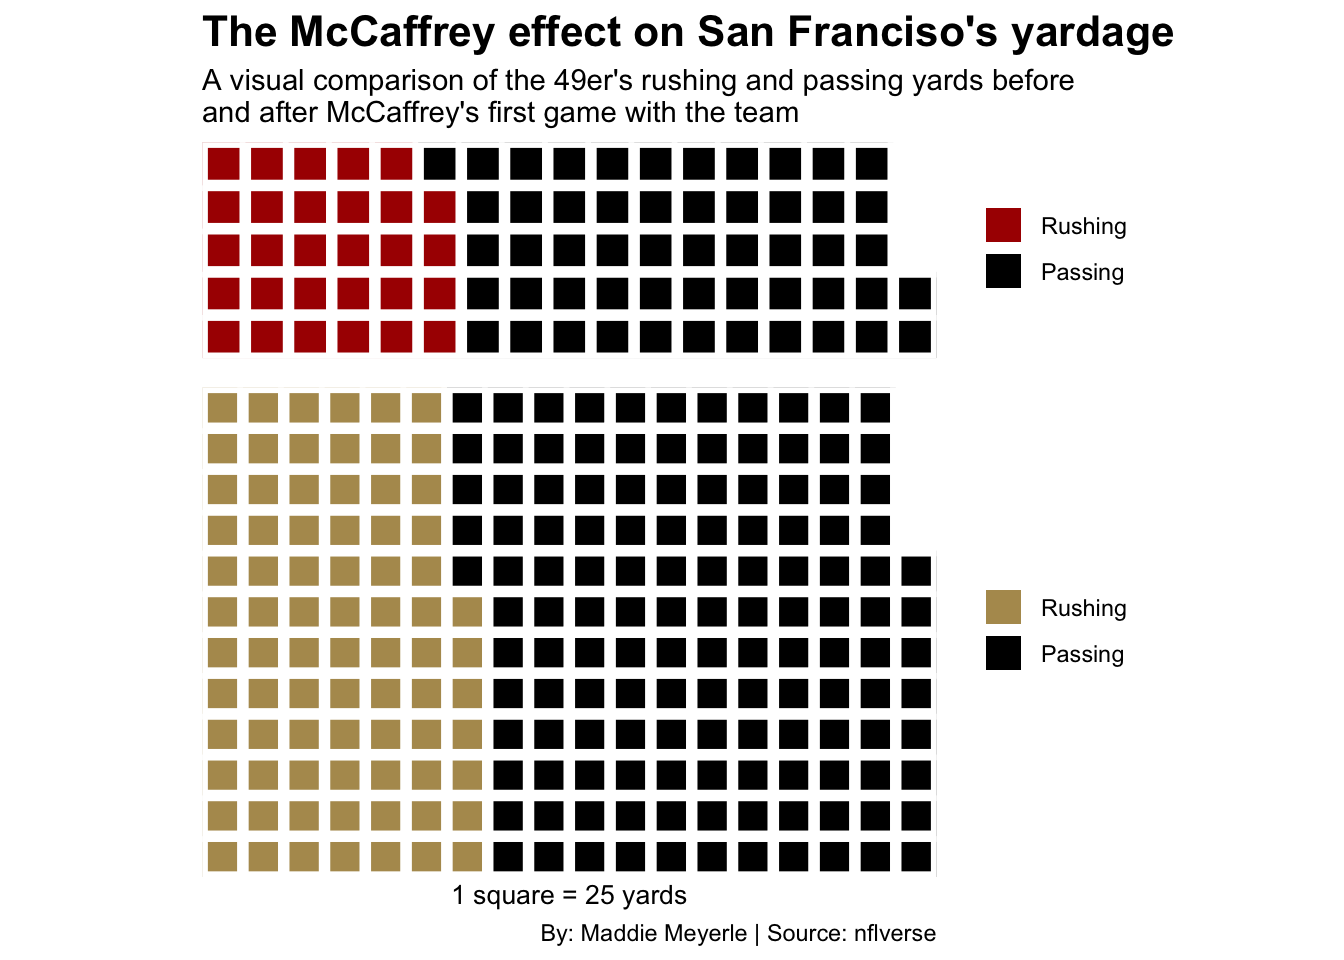 The McCaffrey effect on San Franciso's yardage
A visual comparison of the 49er's rushing and passing yards before
and after McCaffrey's first game with the team
Rushing
Passing
Rushing
Passing
1 square = 25 yards
By: Maddie Meyerle | Source: nflverse